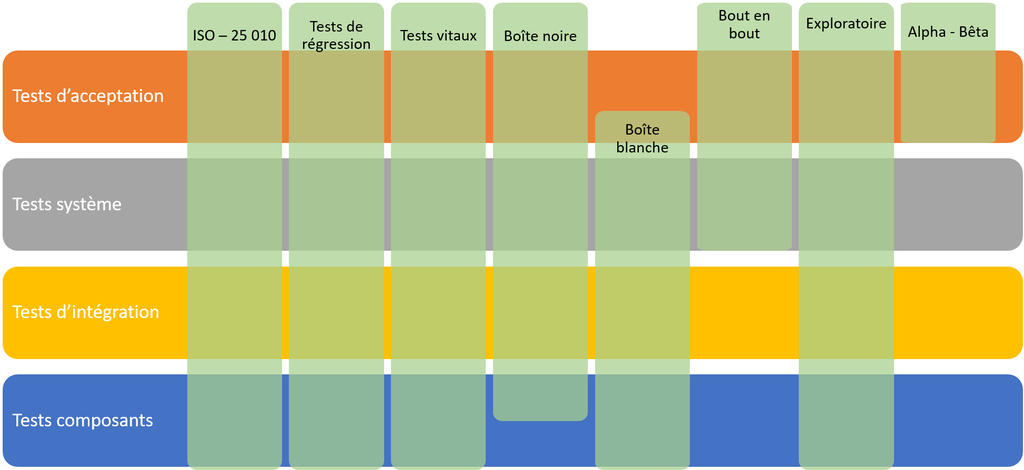 ISO – 25 010
Tests de
régression
Tests vitaux
Boîte noire
Boîte
blanche
Bout en
bout
Exploratoire
Alpha - Bêta
Tests d’acceptation
Tests système
Tests d’intégration
Tests composants